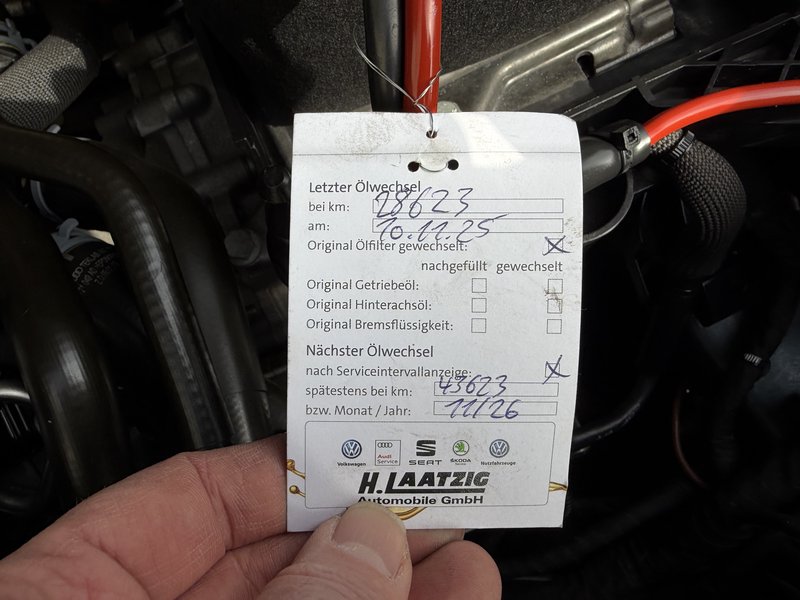 Letzter Ölwechsel
bei km: 28623
am: 10.11.25
Original Ölfilter gewechselt:
nachgefüllt gewechselt
Original Getriebeöl:
Original Hinterachsöl:
Original Bremsflüssigkeit:
Nächster Ölwechsel
nach Serviceintervallanzeige:
spätestens bei km: 43623
bzw. Monat / Jahr: 11/26
Volkswagen Audi Service SEAT ŠKODA Nutzfahrzeuge
H. LAATZIG
Automobile GmbH